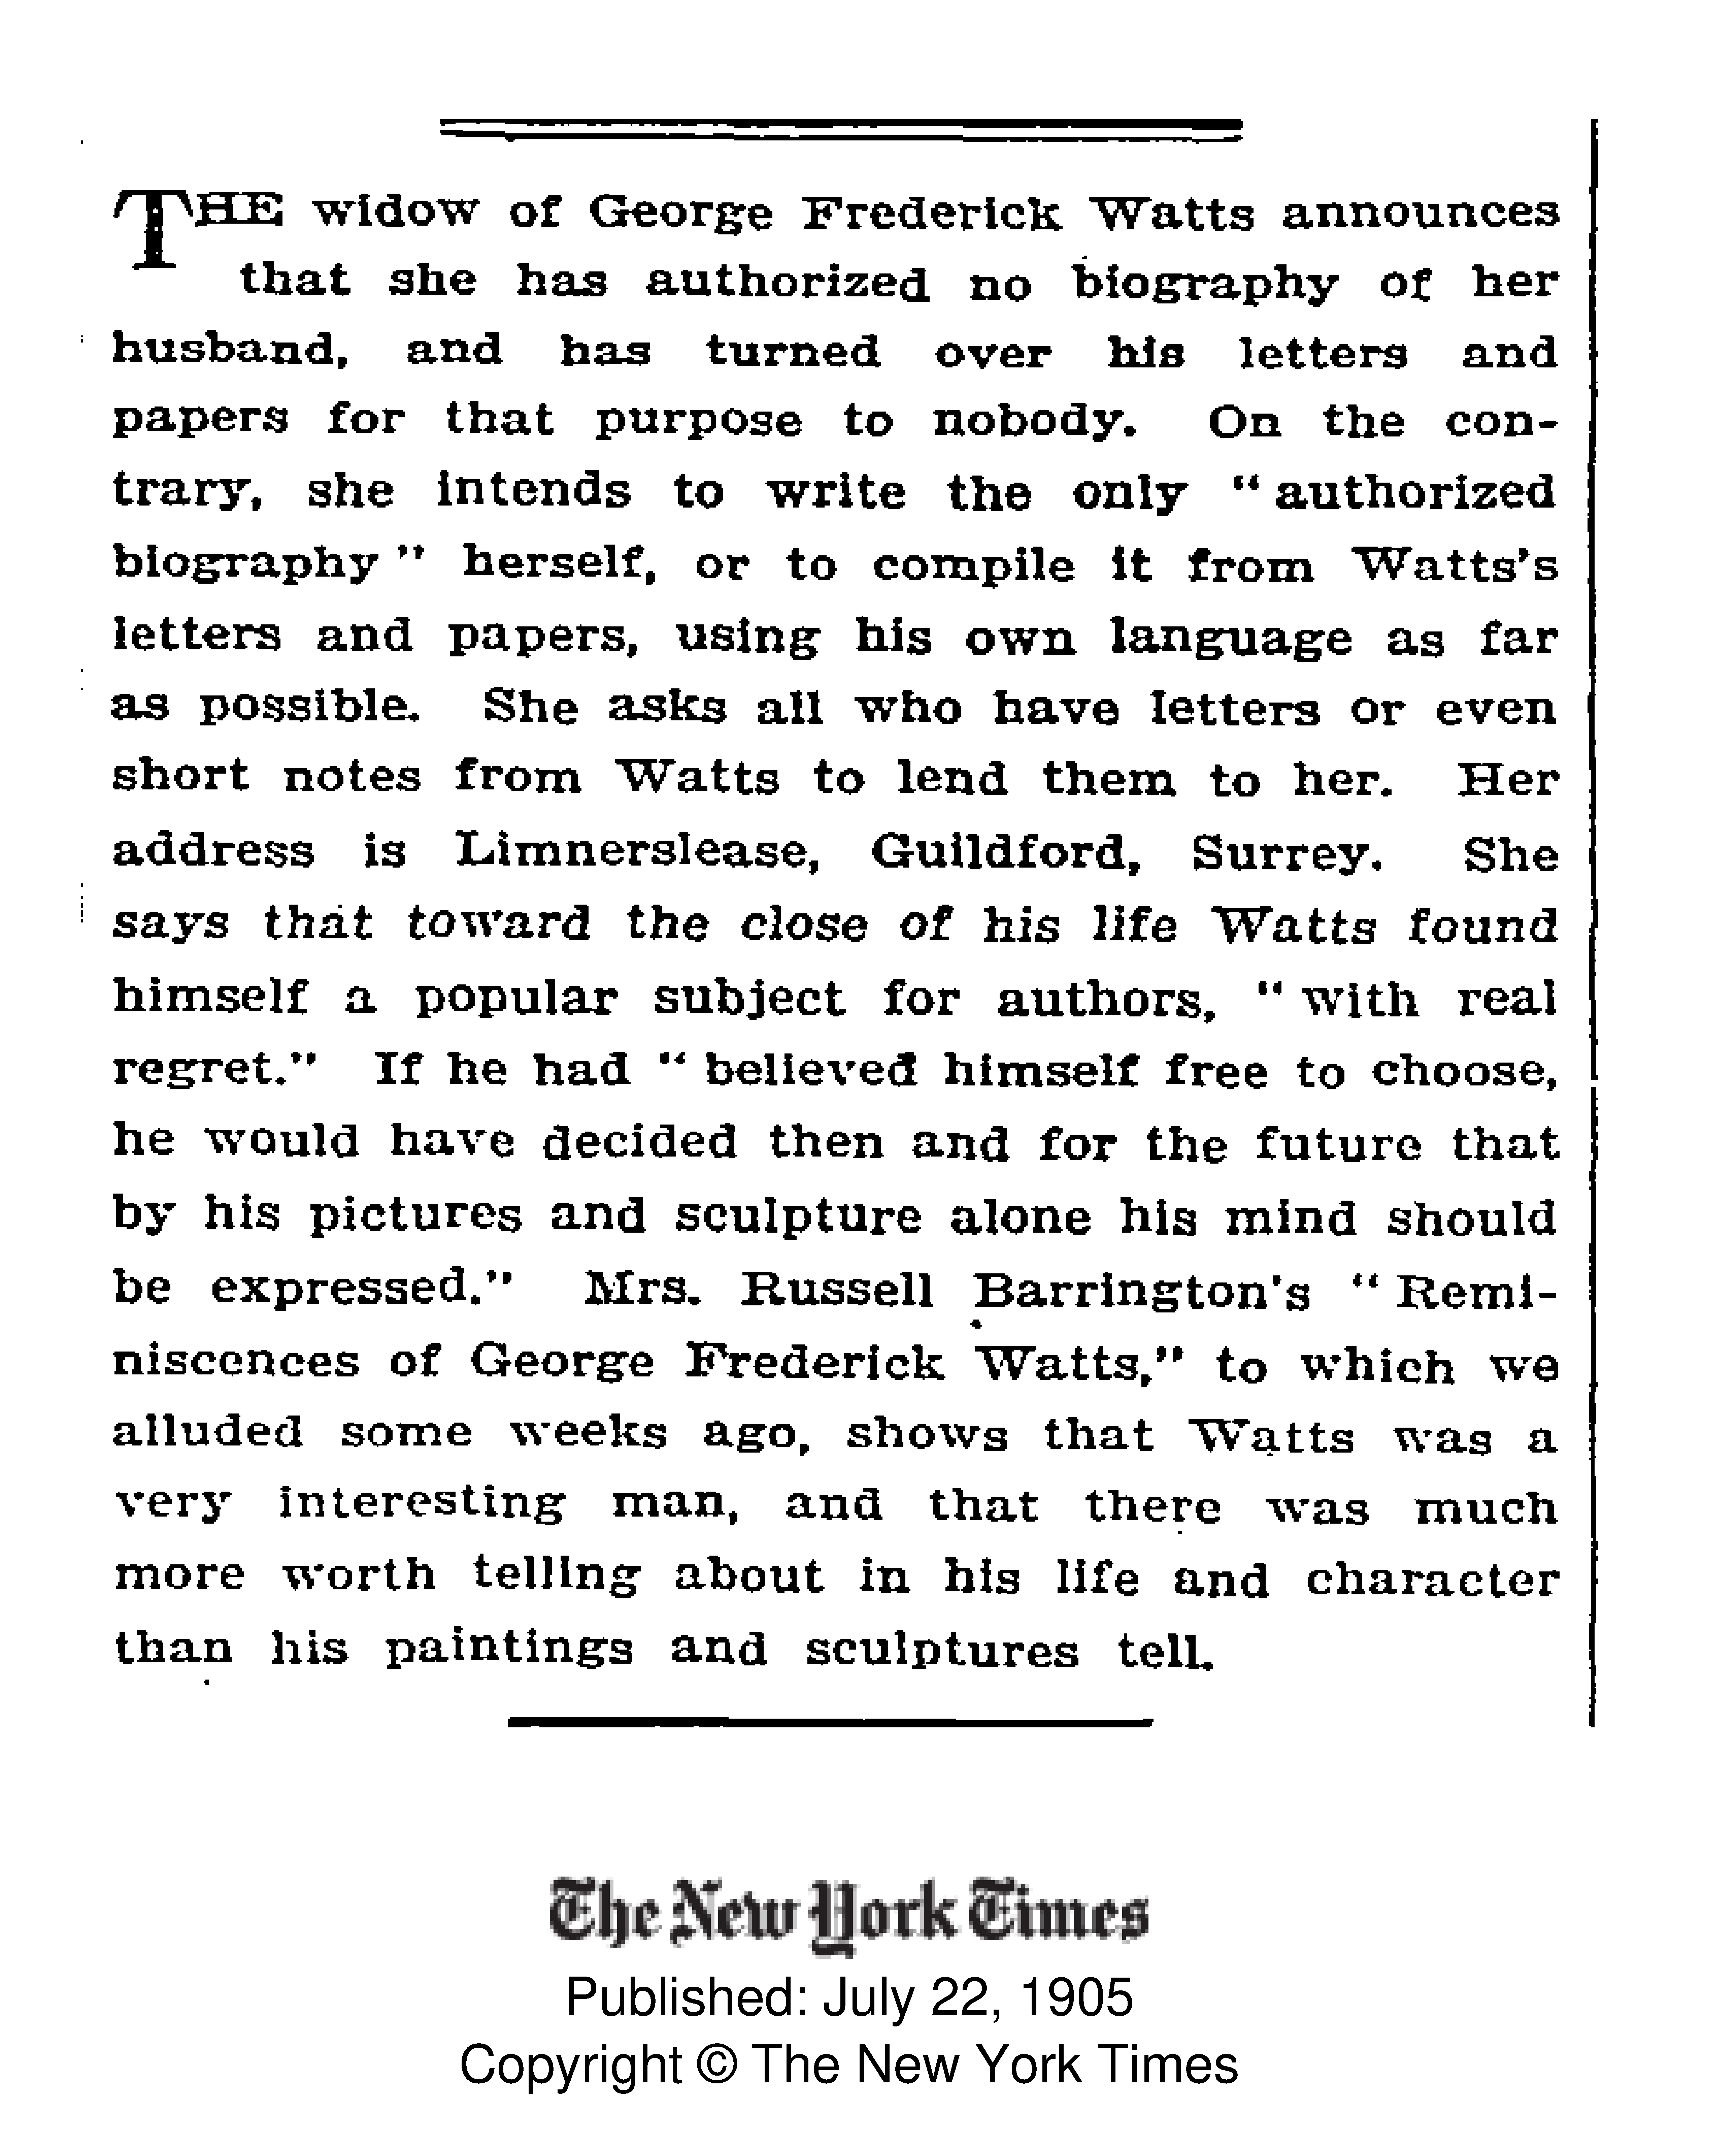 THE widow of George Frederick Watts announces
that she has authorized no biography of her
husband, and has turned over his letters and
papers for that purpose to nobody. On the con-
trary, she intends to write the only “authorized
biography” herself, or to compile it from Watts's
letters and papers, using his own language as far
as possible. She asks all who have letters or even
short notes from Watts to lend them to her. Her
address is Limnerslease, Guildford, Surrey. She
says that toward the close of his life Watts found
himself a popular subject for authors, “with real
regret.” If he had “believed himself free to choose,
he would have decided then and for the future that
by his pictures and sculpture alone his mind should
be expressed.” Mrs. Russell Barrington's “Remi-
niscences of George Frederick Watts,” to which we
alluded some weeks ago, shows that Watts was a
very interesting man, and that there was much
more worth telling about in his life and character
than his paintings and sculptures tell.
The New York Times
Published: July 22, 1905
Copyright © The New York Times